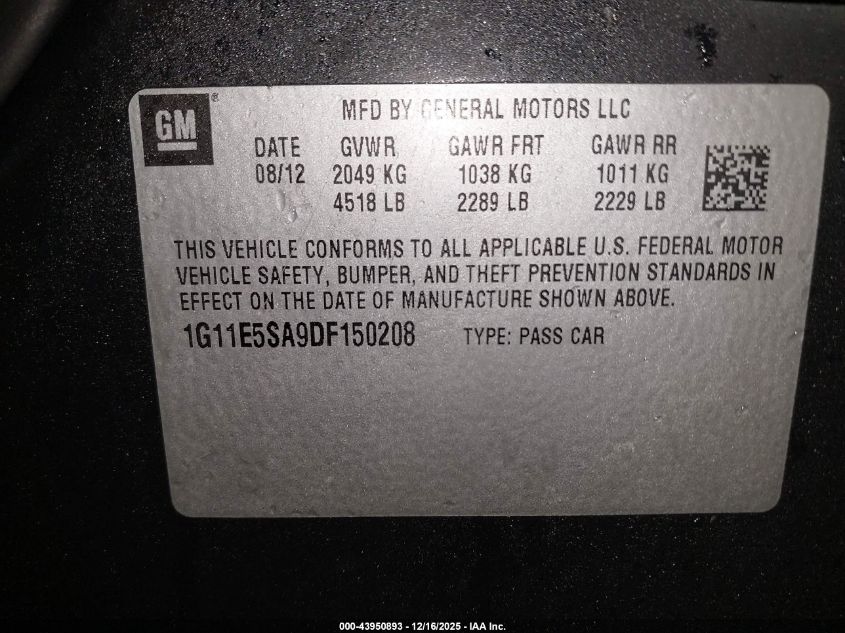 GM ®
MFD BY GENERAL MOTORS LLC
DATE GVWR GAWR FRT GAWR RR
08/12 2049 KG 1038 KG 1011 KG
4518 LB 2289 LB 2229 LB
THIS VEHICLE CONFORMS TO ALL APPLICABLE U.S. FEDERAL MOTOR
VEHICLE SAFETY, BUMPER, AND THEFT PREVENTION STANDARDS IN
EFFECT ON THE DATE OF MANUFACTURE SHOWN ABOVE.
1G11E5SA9DF150208 TYPE: PASS CAR
000-43950893 - 12/16/2025 - IAA Inc.